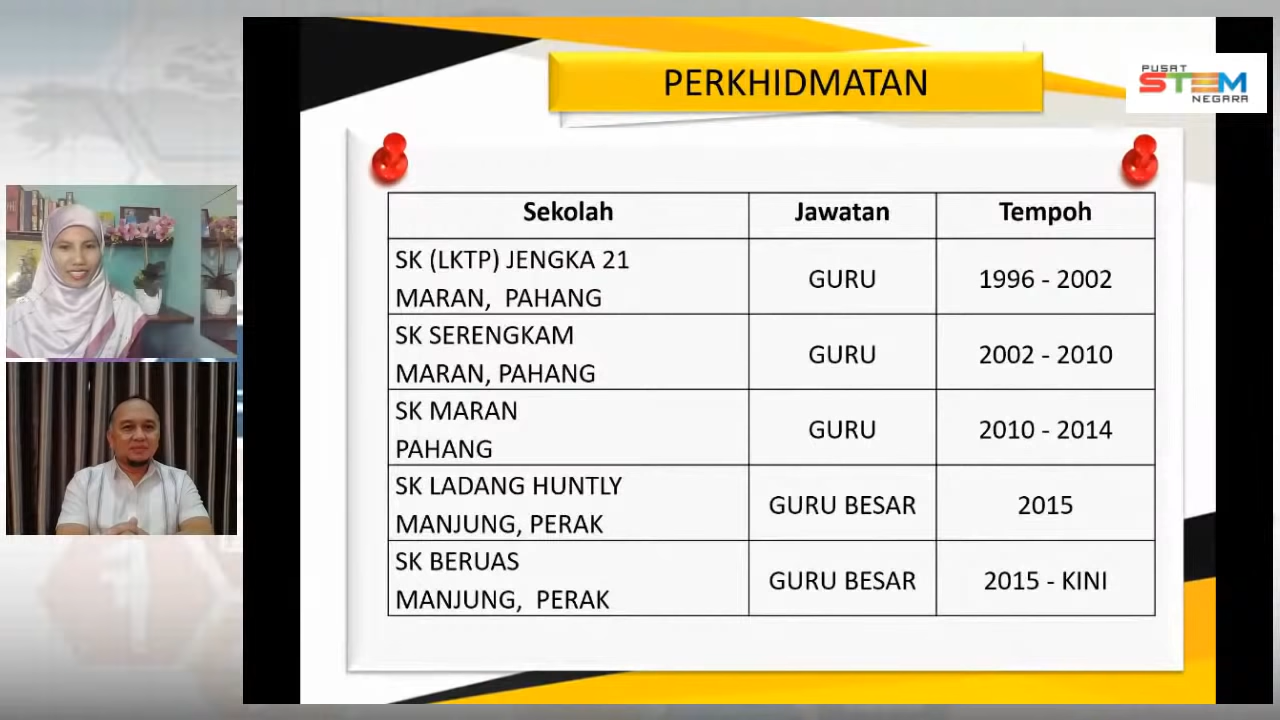 PERKHIDMATAN
PUSAT
STEM
NEGARA
Sekolah
Jawatan
Tempoh
SK (LKTP) JENGKA 21
MARAN, PAHANG
GURU
1996 - 2002
SK SERENGKAM
MARAN, PAHANG
GURU
2002 - 2010
SK MARAN
PAHANG
GURU
2010 - 2014
SK LADANG HUNTLY
MANJUNG, PERAK
GURU BESAR
2015
SK BERUAS
MANJUNG, PERAK
GURU BESAR
2015 - KINI